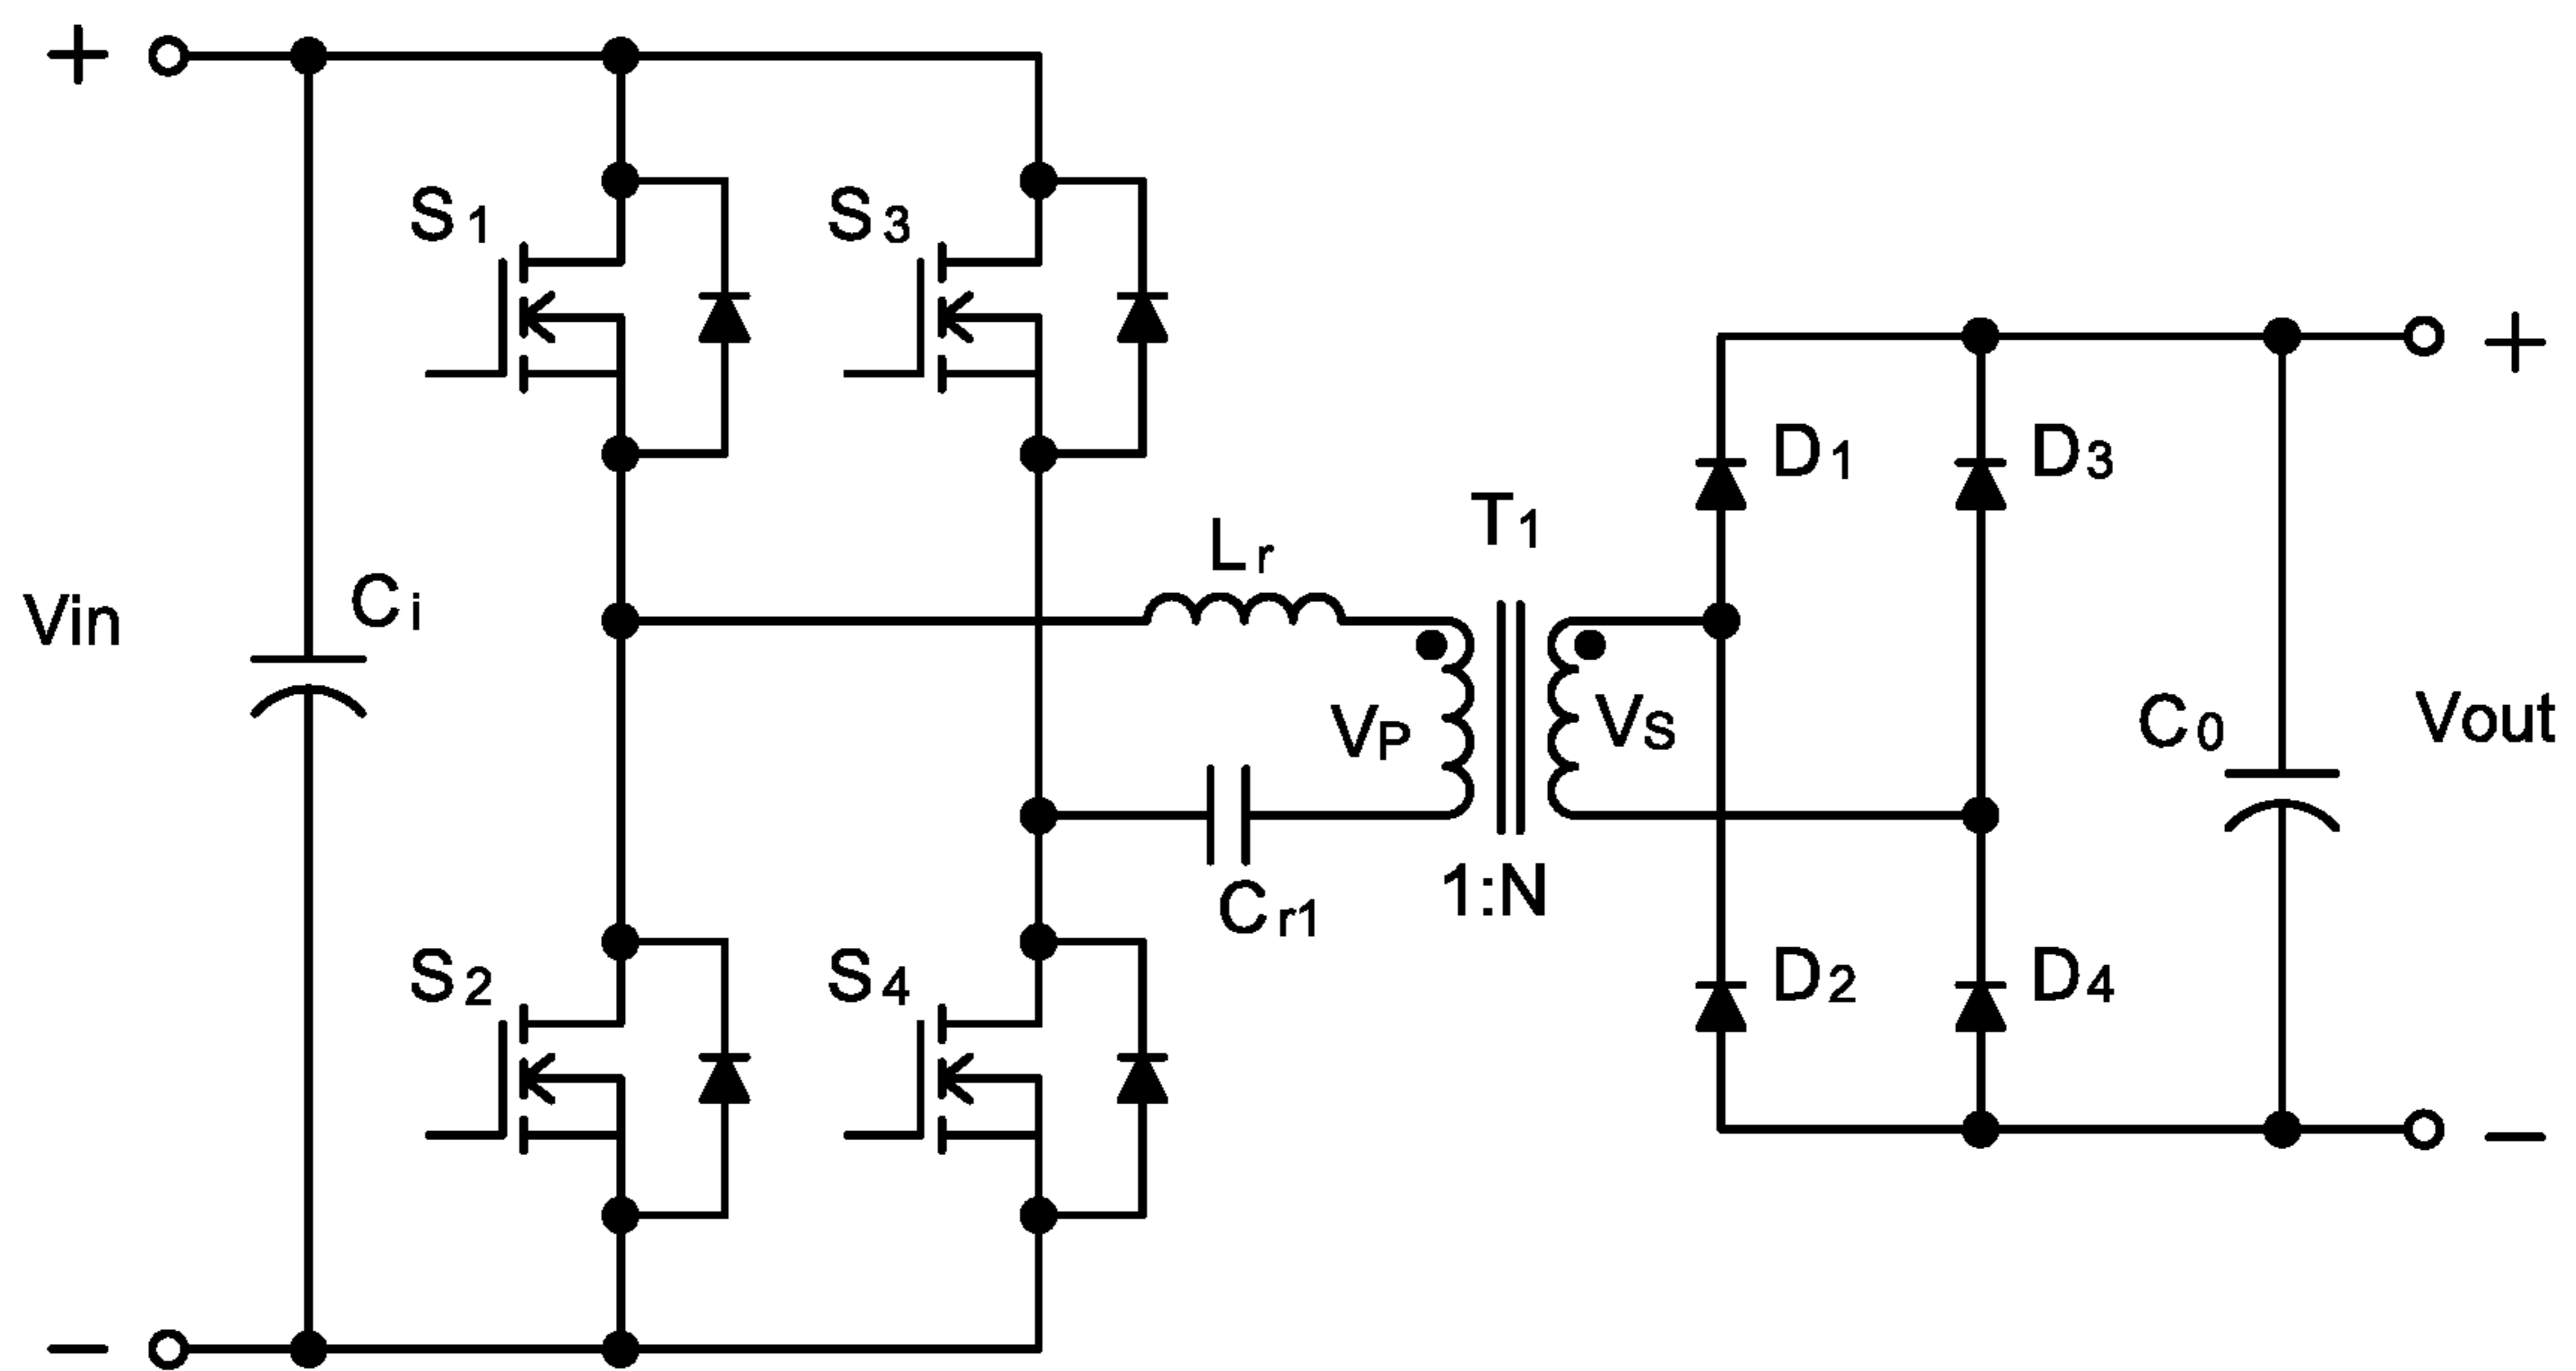 +
S1
S3
+
D1
D3
T1
Lr
Vin
Ci
VP
VS
C0
Vout
1:N
Cr1
S2
S4
D2
D4
−
−